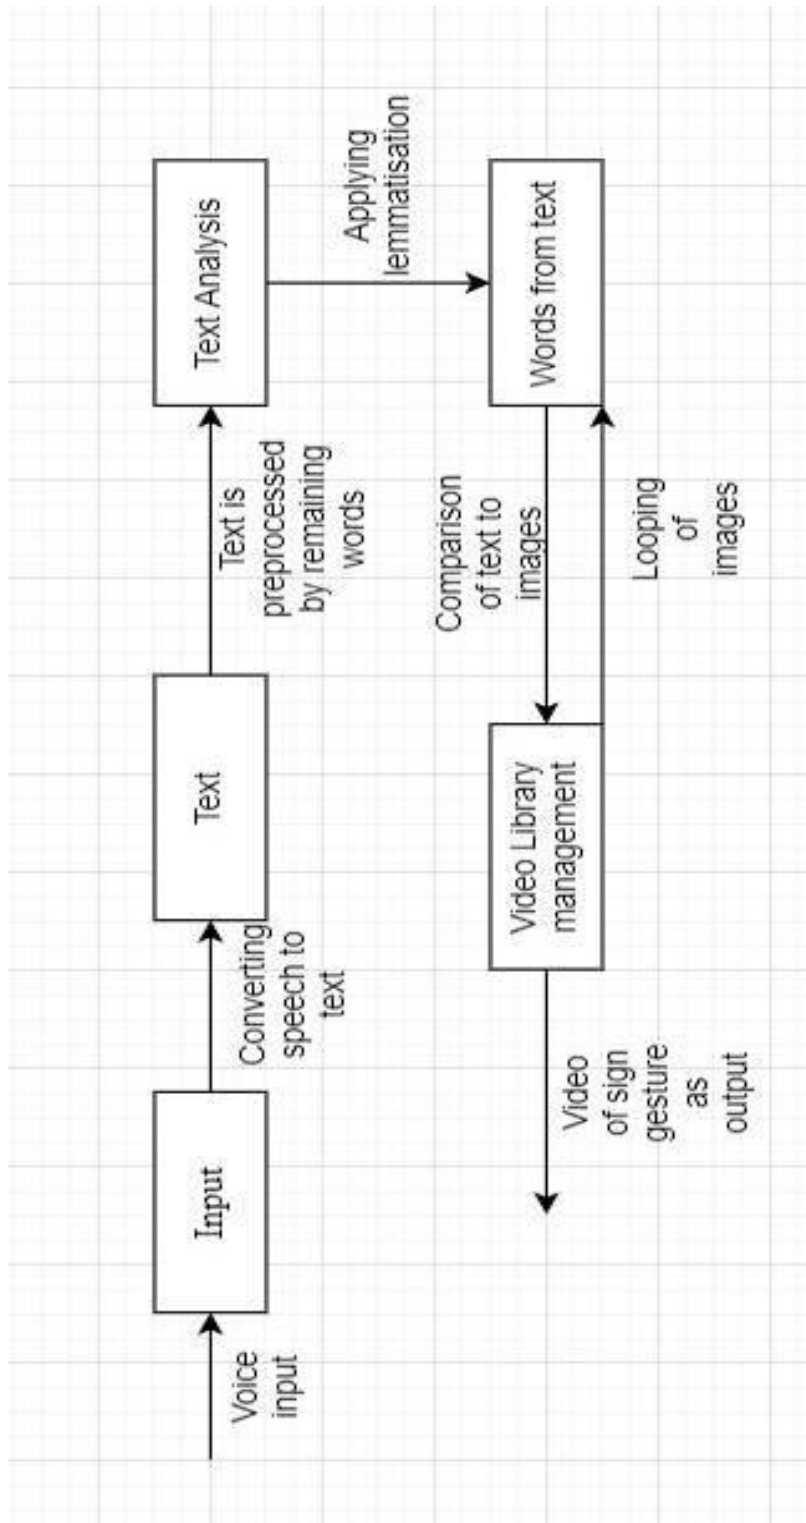 Voice
input
Input
Converting
speech to
text
Text
Text is
preprocessed
by remaining
words
Text Analysis
Applying
lemmatisation
Words from text
Comparison
of text to
images
Looping
of
images
Video Library
management
Video
of sign
gesture
as
output